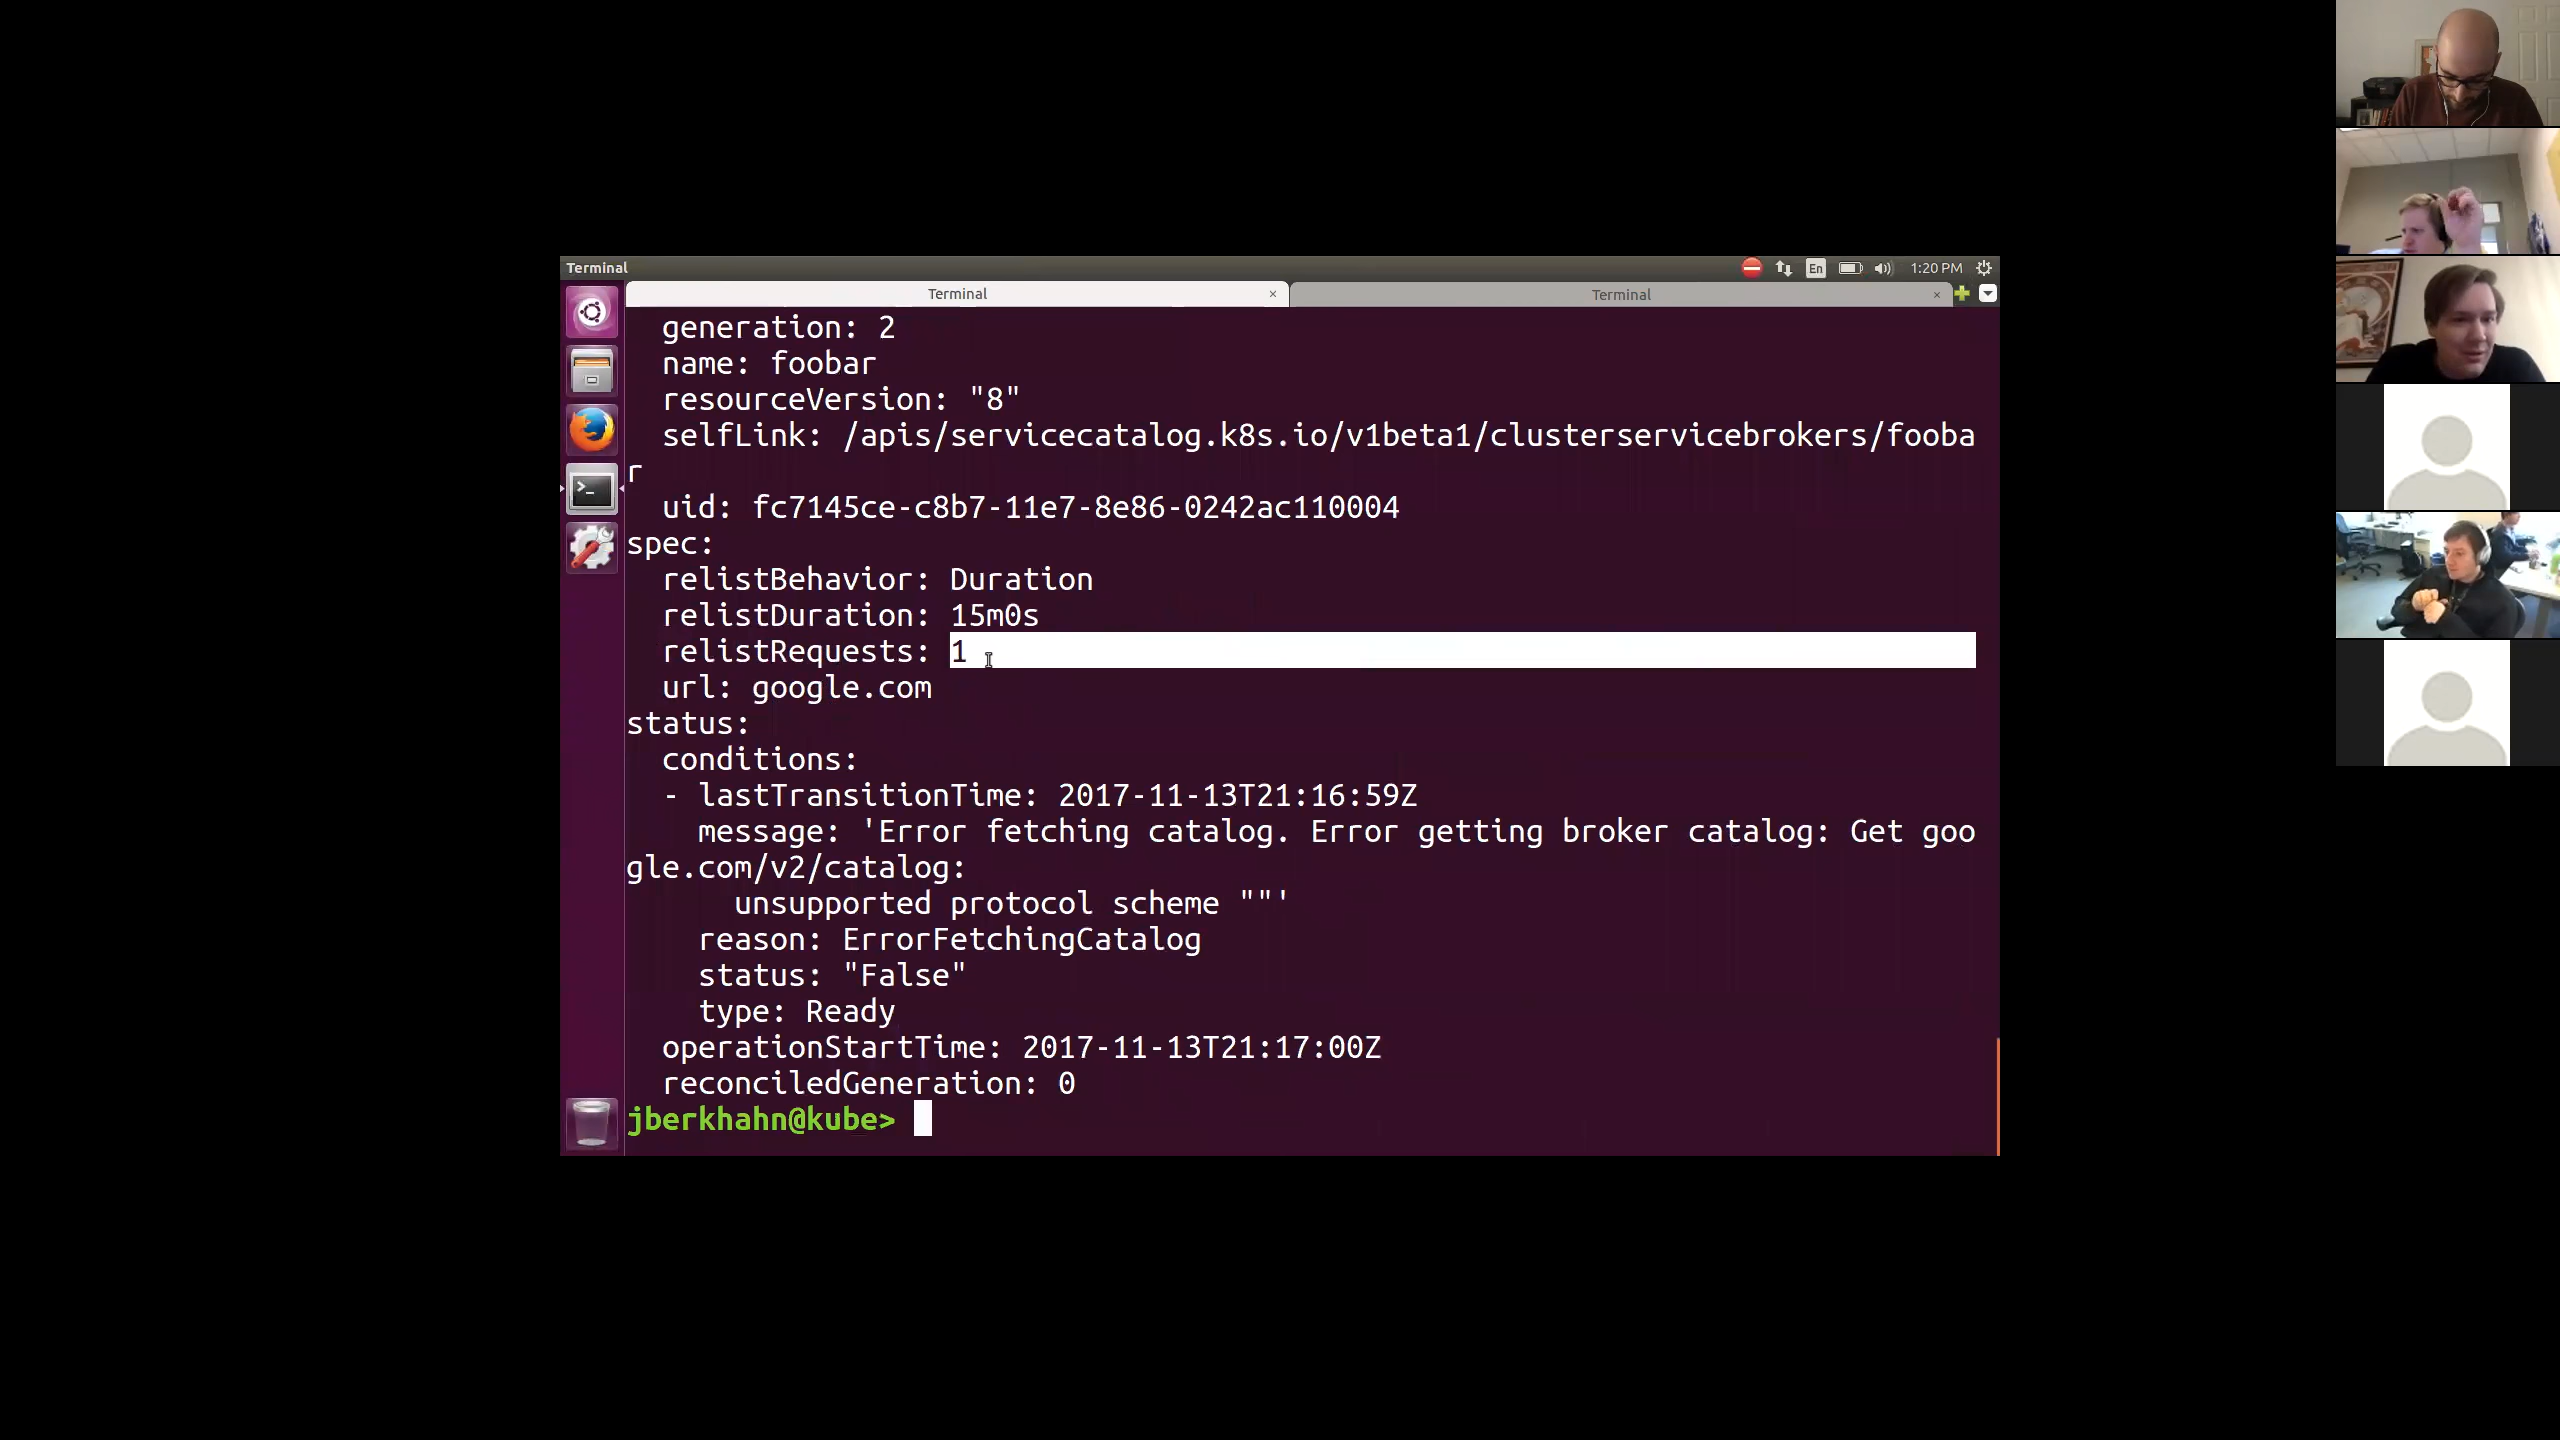 Terminal
En
1:20 PM
Terminal ×
Terminal ×
generation: 2
name: foobar
resourceVersion: "8"
selfLink: /apis/servicecatalog.k8s.io/v1beta1/clusterservicebrokers/fooba
r
uid: fc7145ce-c8b7-11e7-8e86-0242ac110004
spec:
relistBehavior: Duration
relistDuration: 15m0s
relistRequests: 1
url: google.com
status:
conditions:
- lastTransitionTime: 2017-11-13T21:16:59Z
message: 'Error fetching catalog. Error getting broker catalog: Get goo
gle.com/v2/catalog:
unsupported protocol scheme ""'
reason: ErrorFetchingCatalog
status: "False"
type: Ready
operationStartTime: 2017-11-13T21:17:00Z
reconciledGeneration: 0
jberkhahn@kube>